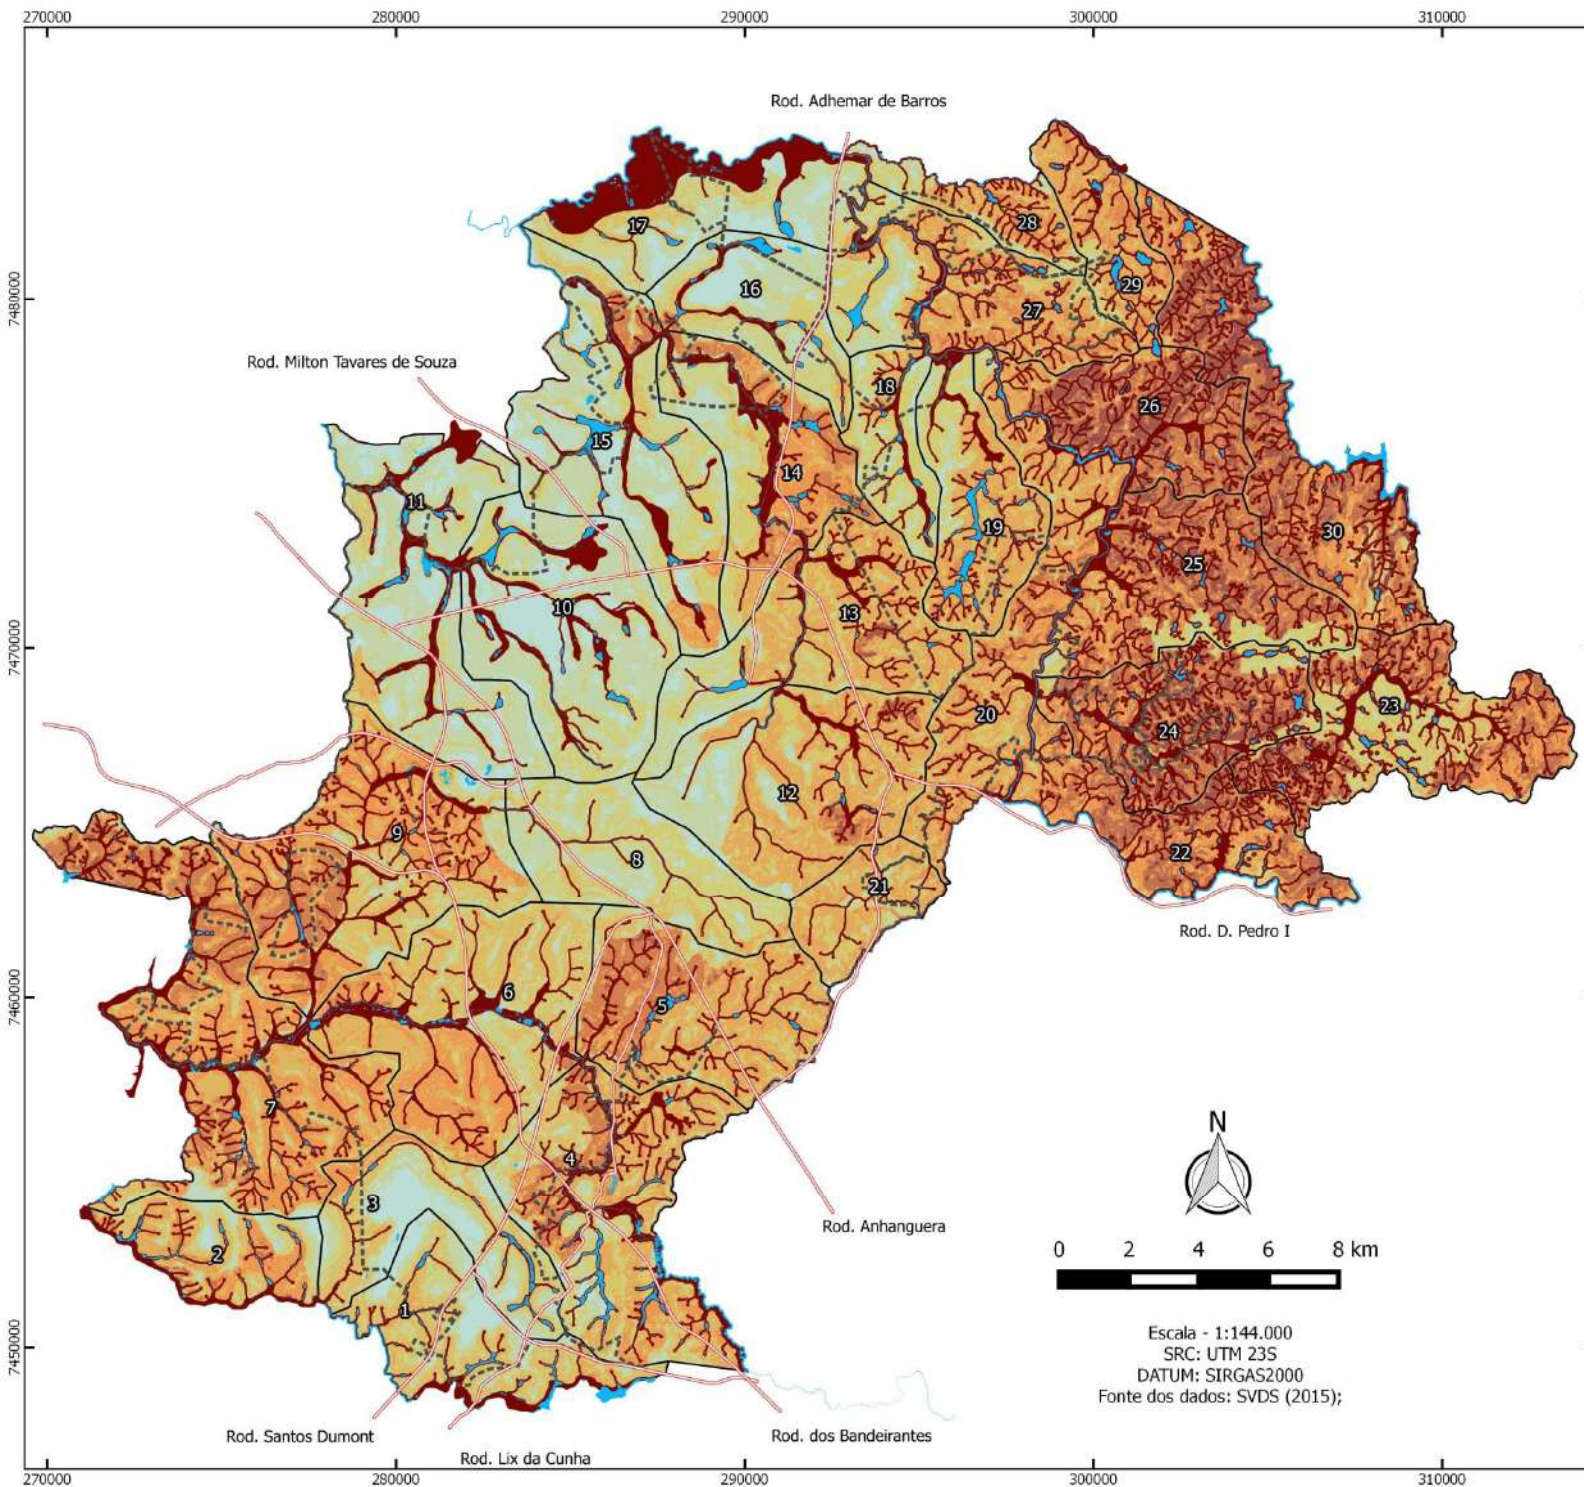 270000 280000 290000 300000 310000
Rod. Adhemar de Barros
28
17
29
16
7480000
27
Rod. Milton Tavares de Souza
18
26
15
14
11
19
30
25
10
13
7470000
23
20
24
12
9
22
8
21
Rod. D. Pedro I
6
7460000
5
7
N
4
3
Rod. Anhanguera
2
0 2 4 6 8 km
1
7450000
Escala - 1:144.000
SRC: UTM 23S
DATUM: SIRGAS2000
Fonte dos dados: SVDS (2015);
Rod. Santos Dumont
Rod. dos Bandeirantes
Rod. Lix da Cunha
270000 280000 290000 300000 310000